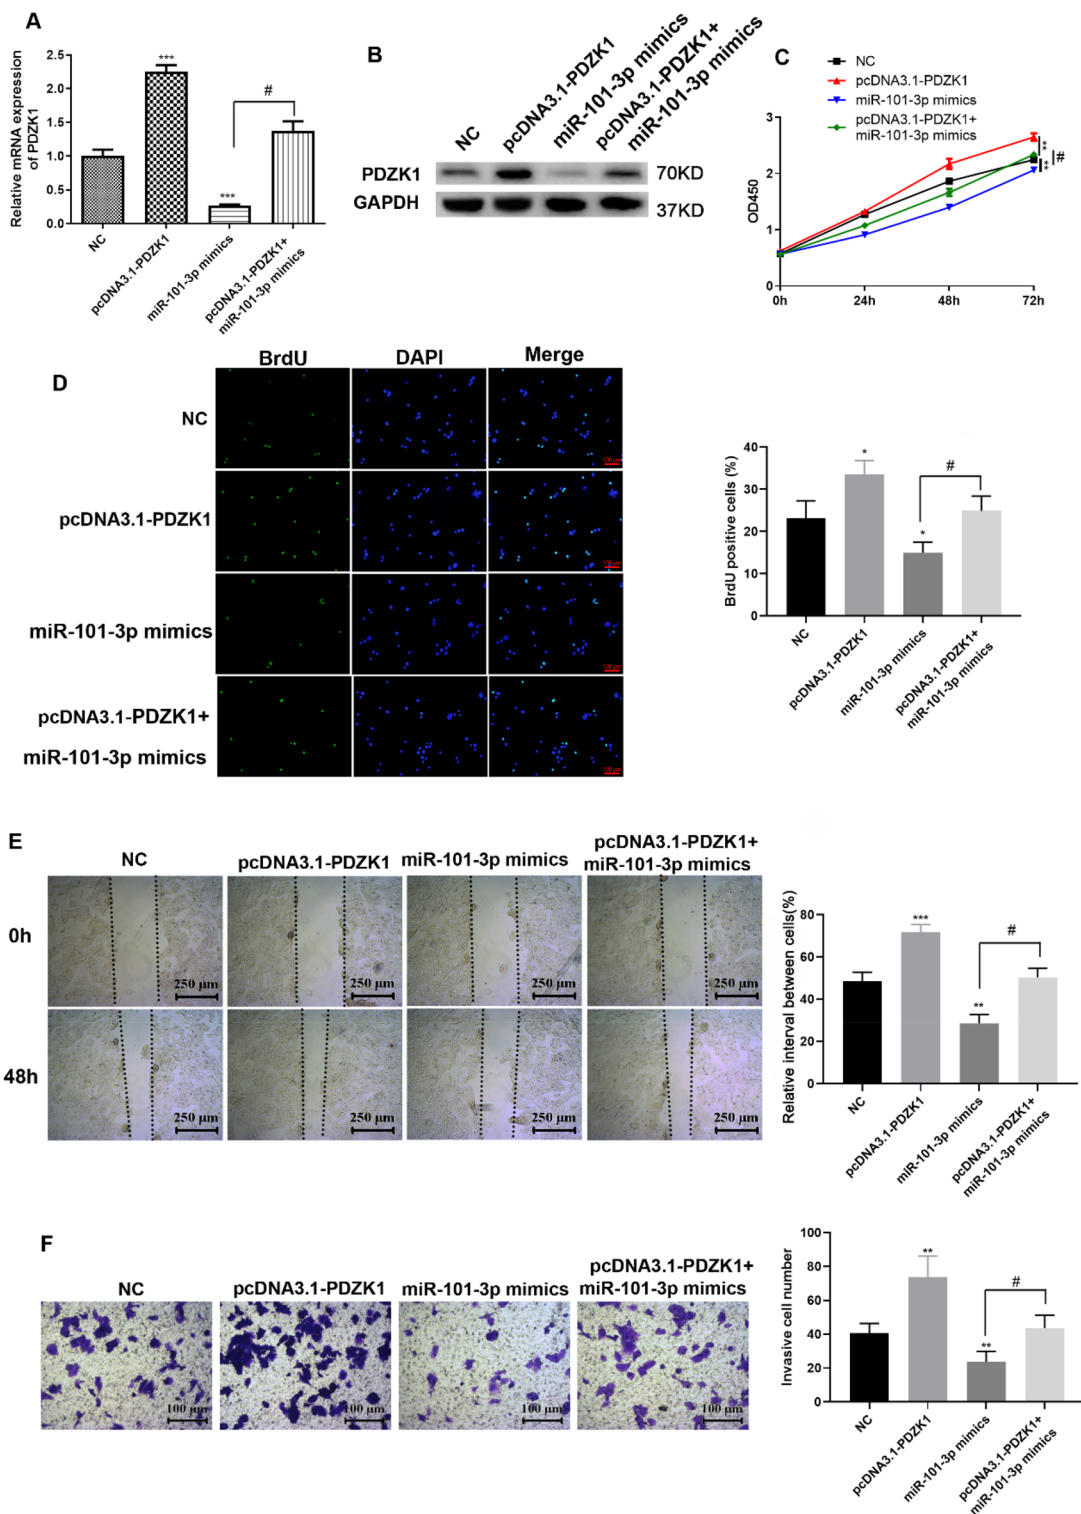 A
Relative mRNA expression
of PDZK1
2.5
2.0
1.5
1.0
0.5
0.0
***
***
#
NC
pcDNA3.1-PDZK1
miR-101-3p mimics
pcDNA3.1-PDZK1+
miR-101-3p mimics
B
NC
pcDNA3.1-PDZK1
miR-101-3p mimics
pcDNA3.1-PDZK1+
miR-101-3p mimics
PDZK1
70KD
GAPDH
37KD
C
NC
pcDNA3.1-PDZK1
miR-101-3p mimics
pcDNA3.1-PDZK1+
miR-101-3p mimics
OD450
3
2
1
0
0h
24h
48h
72h
**
**
#
D
BrdU
DAPI
Merge
NC
100 μm
pcDNA3.1-PDZK1
100 μm
miR-101-3p mimics
100 μm
pcDNA3.1-PDZK1+
miR-101-3p mimics
100 μm
BrdU positive cells (%)
40
30
20
10
0
*
*
#
NC
pcDNA3.1-PDZK1
miR-101-3p mimics
pcDNA3.1-PDZK1+
miR-101-3p mimics
E
NC
pcDNA3.1-PDZK1
miR-101-3p mimics
pcDNA3.1-PDZK1+
miR-101-3p mimics
0h
250 μm
250 μm
250 μm
250 μm
48h
250 μm
250 μm
250 μm
250 μm
Relative interval between cells(%)
80
60
40
20
0
***
**
#
NC
pcDNA3.1-PDZK1
miR-101-3p mimics
pcDNA3.1-PDZK1+
miR-101-3p mimics
F
NC
pcDNA3.1-PDZK1
miR-101-3p mimics
pcDNA3.1-PDZK1+
miR-101-3p mimics
100 μm
100 μm
100 μm
100 μm
Invasive cell number
100
80
60
40
20
0
**
**
#
NC
pcDNA3.1-PDZK1
miR-101-3p mimics
pcDNA3.1-PDZK1+
miR-101-3p mimics